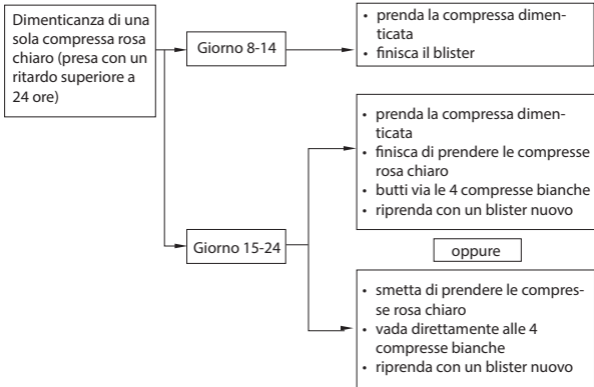 Dimenticanza di una
sola compressa rosa
chiaro (presa con un
ritardo superiore a
24 ore)
Giorno 8-14
• prenda la compressa dimen-
ticata
• finisca il blister
Giorno 15-24
• prenda la compressa dimen-
ticata
• finisca di prendere le compresse
rosa chiaro
• butti via le 4 compresse bianche
• riprenda con un blister nuovo
oppure
• smetta di prendere le compres-
se rosa chiaro
• vada direttamente alle 4
compresse bianche
• riprenda con un blister nuovo